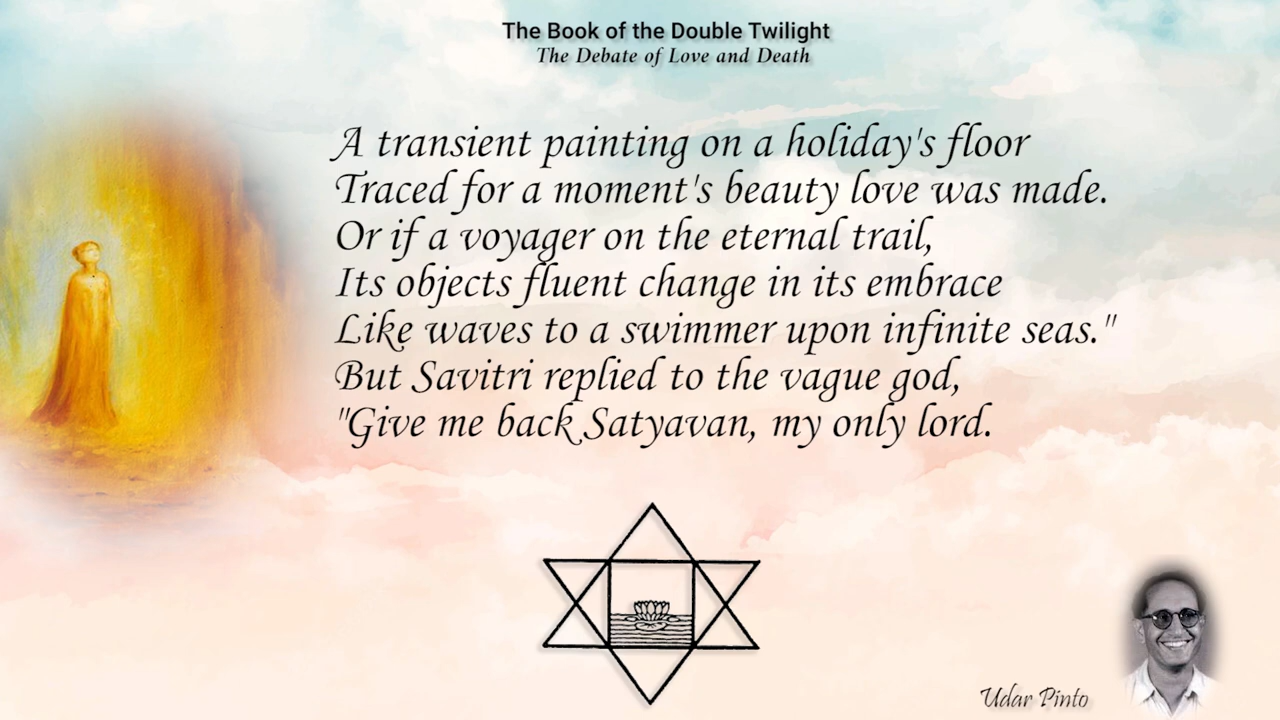 The Book of the Double Twilight
The Debate of Love and Death
A transient painting on a holiday's floor
Traced for a moment's beauty love was made.
Or if a voyager on the eternal trail,
Its objects fluent change in its embrace
Like waves to a swimmer upon infinite seas."
But Savitri replied to the vague god,
"Give me back Satyavan, my only lord.
Udar Pinto